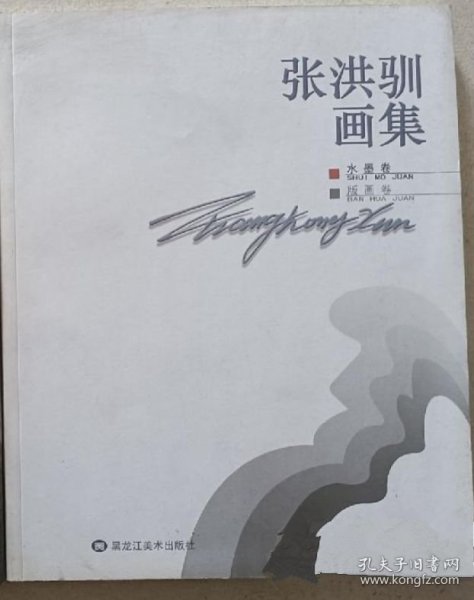 张洪驯
画集
水墨卷
SHUI MO JUAN
版画卷
BAN HUA JUAN
ZhangHongXun
黑龙江美术出版社
孔夫子旧书网
www.kongfz.com